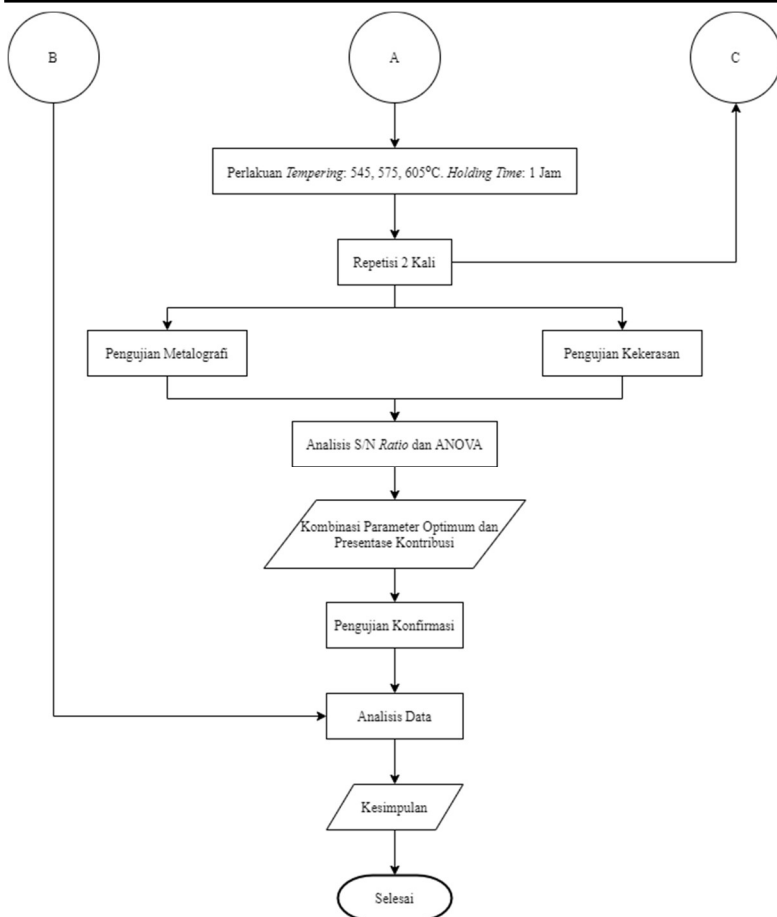 B
A
C
Perlakuan Tempering: 545, 575, 605°C. Holding Time: 1 Jam
Repetisi 2 Kali
Pengujian Metalografi
Pengujian Kekerasan
Analisis S/N Ratio dan ANOVA
Kombinasi Parameter Optimum dan
Presentase Kontribusi
Pengujian Konfirmasi
Analisis Data
Kesimpulan
Selesai